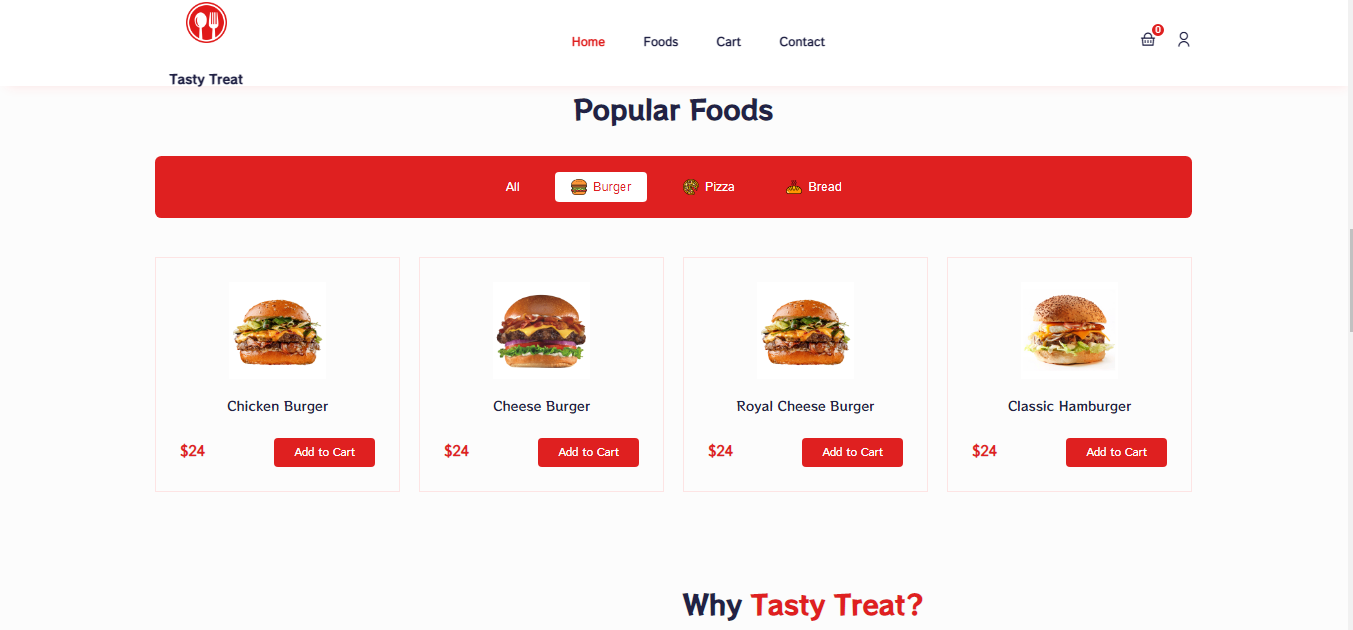 Home Foods Cart Contact 0
Tasty Treat
Popular Foods
All Burger Pizza Bread
Chicken Burger Cheese Burger Royal Cheese Burger Classic Hamburger
$24 Add to Cart $24 Add to Cart $24 Add to Cart $24 Add to Cart
Why Tasty Treat?